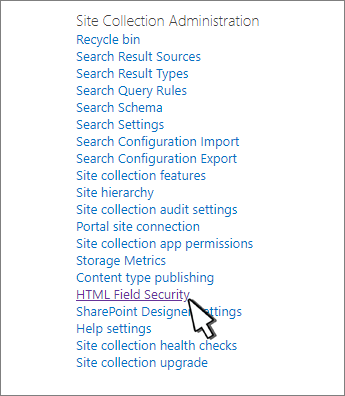 Site Collection Administration
Recycle bin
Search Result Sources
Search Result Types
Search Query Rules
Search Schema
Search Settings
Search Configuration Import
Search Configuration Export
Site collection features
Site hierarchy
Site collection audit settings
Portal site connection
Site collection app permissions
Storage Metrics
Content type publishing
HTML Field Security
SharePoint Designer Settings
Help settings
Site collection health checks
Site collection upgrade